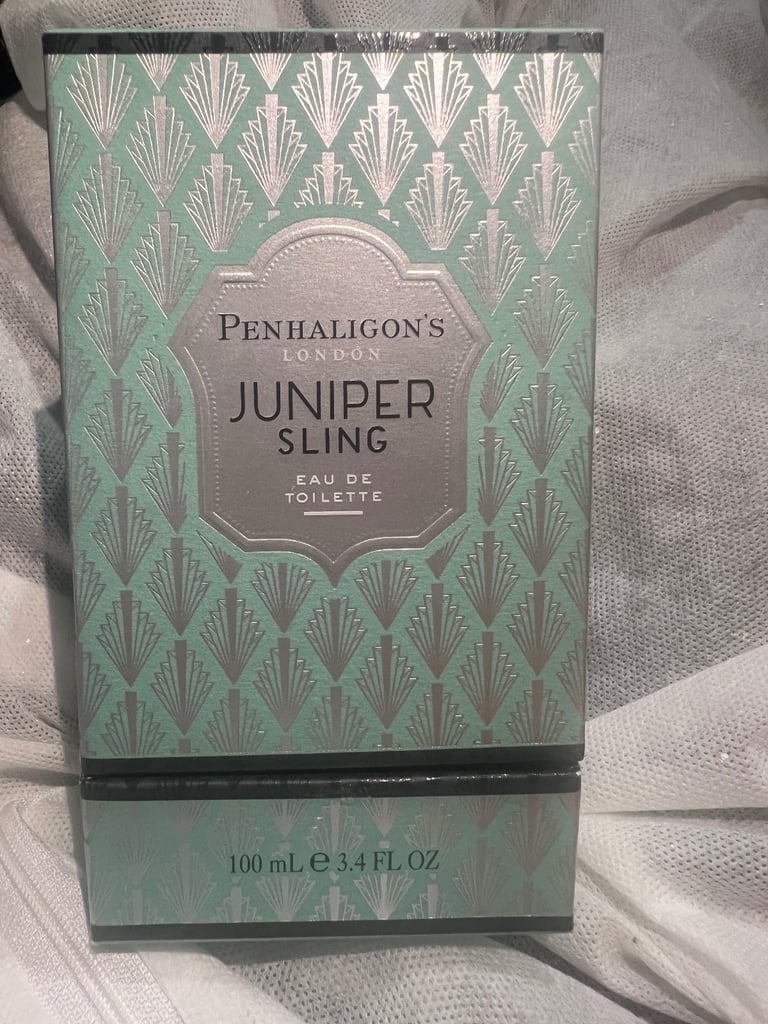 PENHALIGON'S
LONDON
JUNIPER
SLING
EAU DE
TOILETTE
100 mL e 3.4 FL OZ